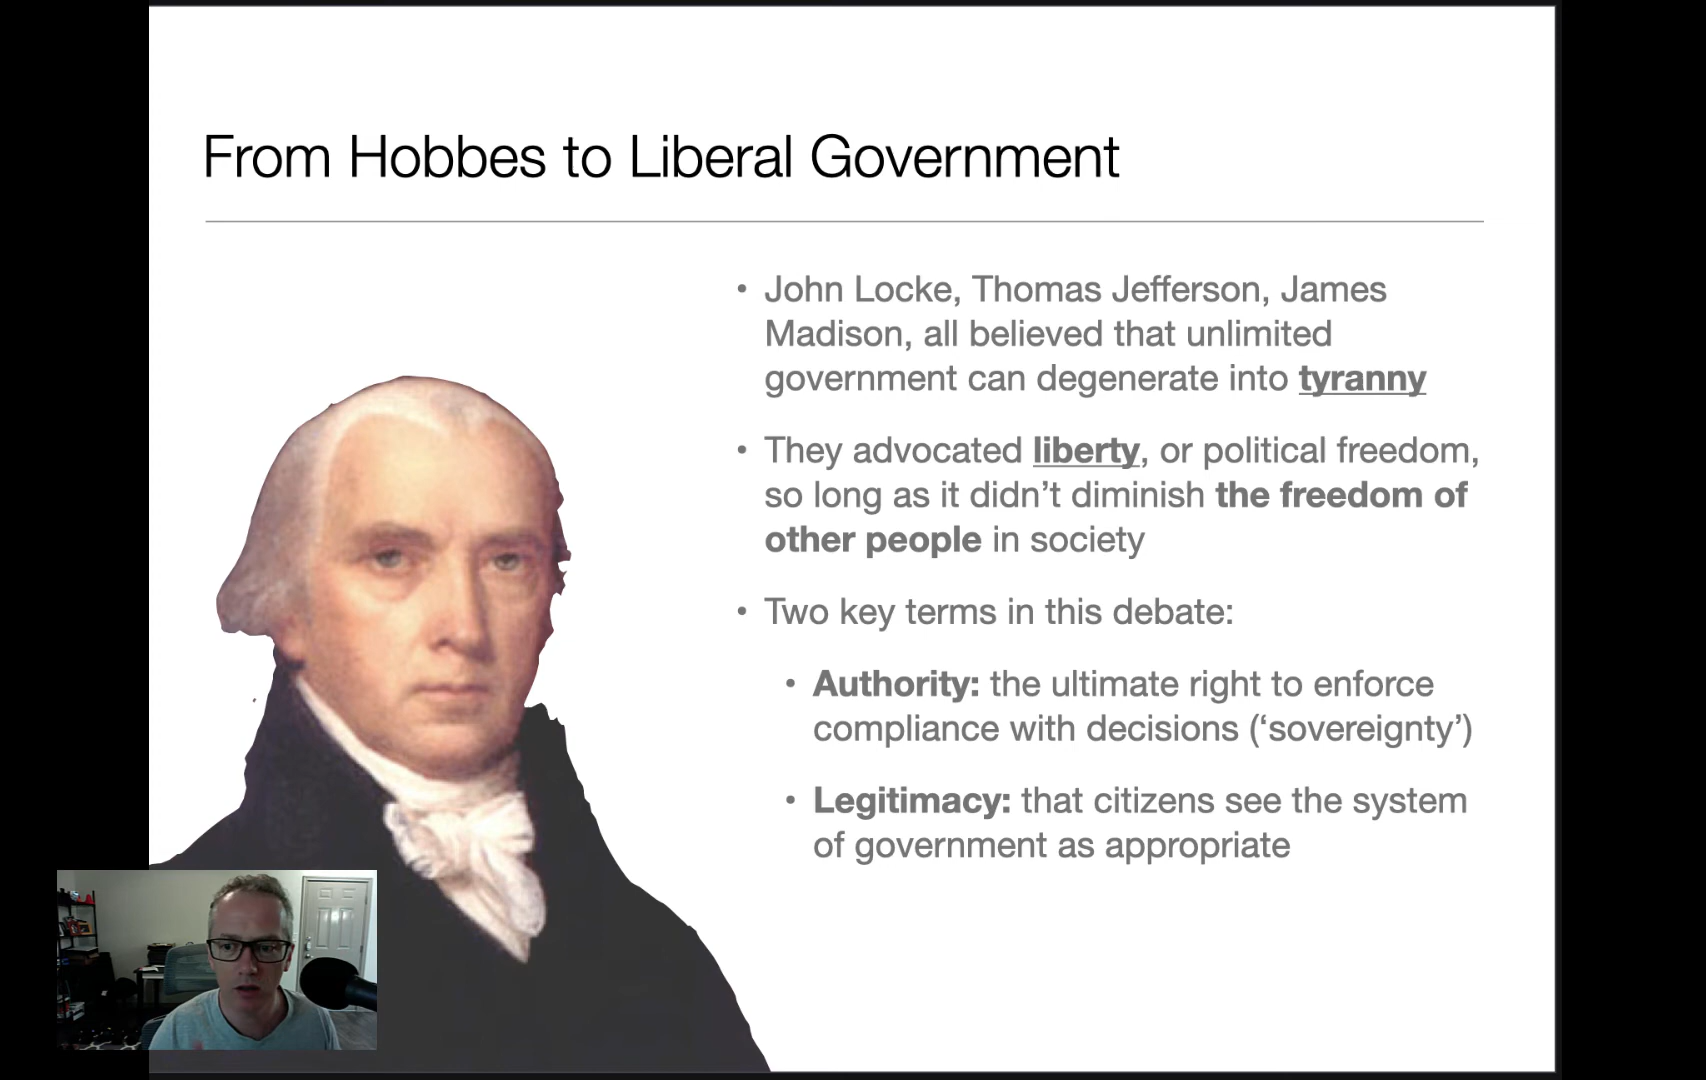 From Hobbes to Liberal Government
• John Locke, Thomas Jefferson, James
Madison, all believed that unlimited
government can degenerate into tyranny
• They advocated liberty, or political freedom,
so long as it didn’t diminish the freedom of
other people in society
• Two key terms in this debate:
• Authority: the ultimate right to enforce
compliance with decisions (‘sovereignty’)
• Legitimacy: that citizens see the system
of government as appropriate